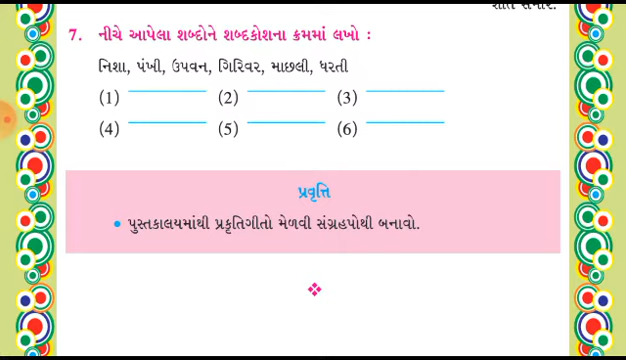 7. નીચે આપેલા શબ્દોને શબ્દકોશના ક્રમમાં લખો :
નિશા, પંખી, ઉપવન, ગિરિવર, માછલી, ધરતી
(1) (2) (3)
(4) (5) (6)
પ્રવૃત્તિ
• પુસ્તકાલયમાંથી પ્રકૃતિગીતો મેળવી સંગ્રહપોથી બનાવો.